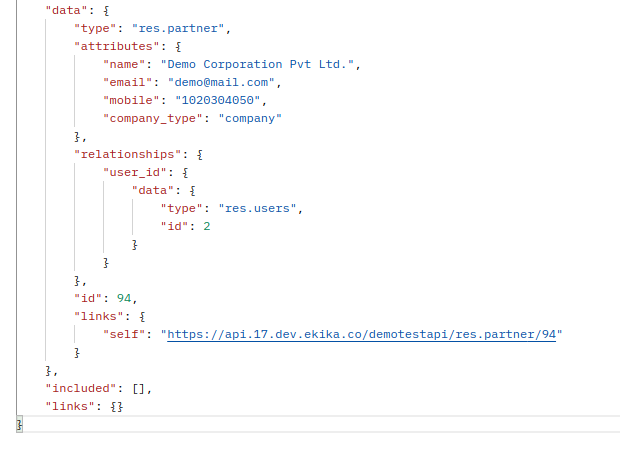 "data": {
"type": "res.partner",
"attributes": {
"name": "Demo Corporation Pvt Ltd.",
"email": "demo@mail.com",
"mobile": "1020304050",
"company_type": "company"
},
"relationships": {
"user_id": {
"data": {
"type": "res.users",
"id": 2
}
}
},
"id": 94,
"links": {
"self": "https://api.17.dev.ekika.co/demotestapi/res.partner/94"
}
},
"included": [],
"links": {}
}